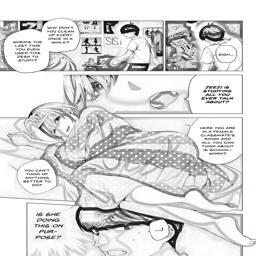 WHY DON'T
YOU CLEAN
UP EVERY
ONCE IN A
WHILE?
WHEN'S THE
LAST TIME
YOU EVEN
USED THIS
DESK TO
STUDY?
JEEZ! IS
STUDYING
ALL YOU
EVER TALK
ABOUT?
HERE YOU ARE
IN A FEMALE
CLASSMATE'S
ROOM AND
ALL YOU CAN
THINK ABOUT
IS SCHOOL-
WORK?
YOU CAN'T
THINK OF
ANYTHING
BETTER TO
DO?
IS SHE
DOING
THIS ON
PUR-
POSE?